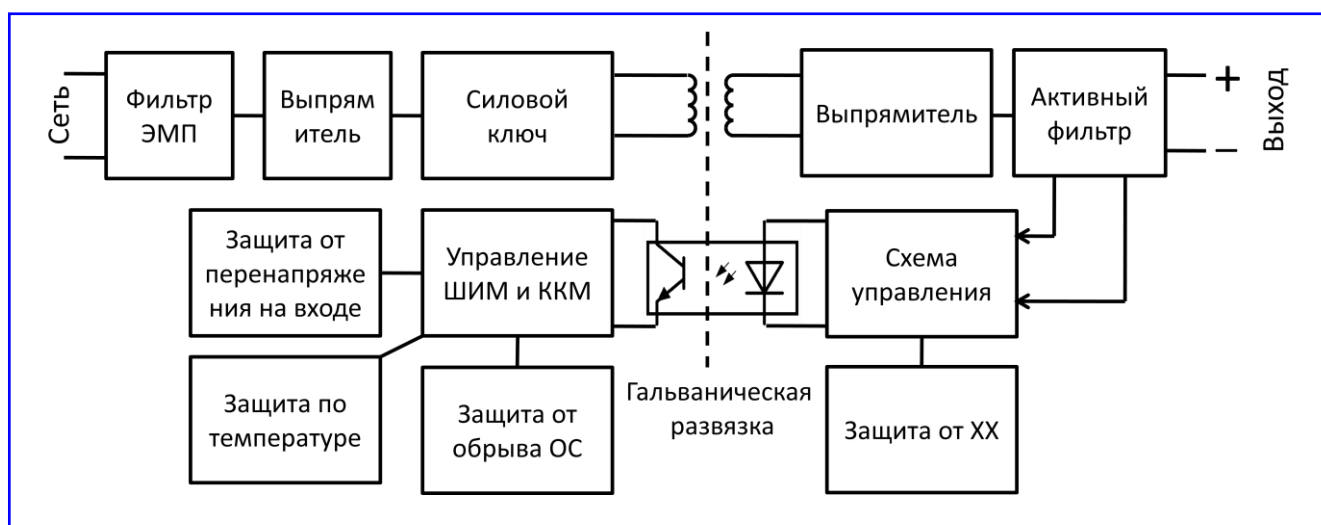 Сеть
Фильтр
ЭМП
Выпрям
итель
Силовой
ключ
Выпрямитель
Активный
фильтр
+
–
Выход
Защита от
перенапряже
ния на входе
Управление
ШИМ и ККМ
Схема
управления
Защита по
температуре
Защита от
обрыва ОС
Гальваническая
развязка
Защита от ХХ